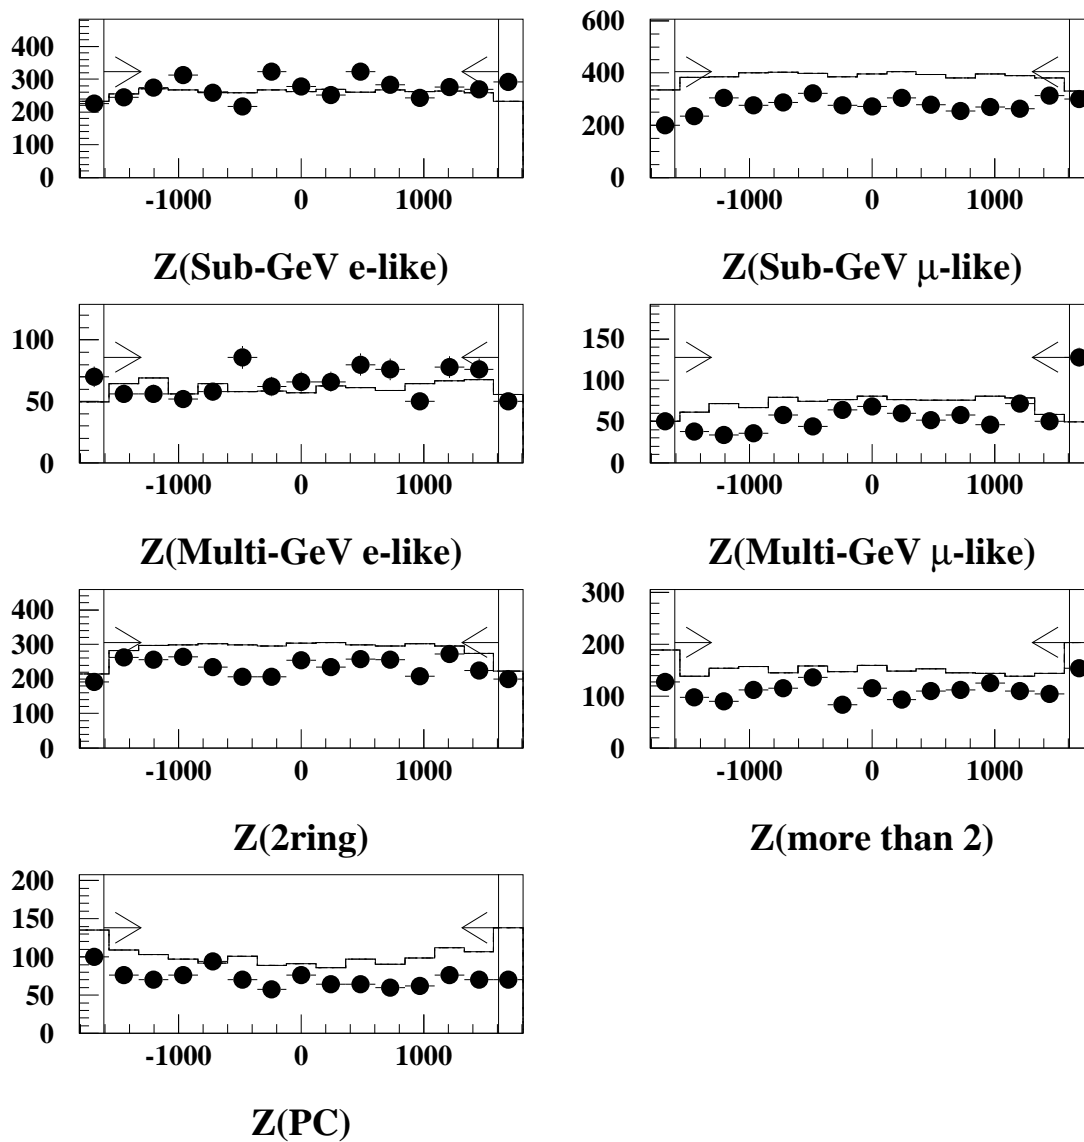 400
300
200
100
0
-1000 0 1000
Z(Sub-GeV e-like)
600
400
200
0
-1000 0 1000
Z(Sub-GeV μ-like)
100
50
0
-1000 0 1000
Z(Multi-GeV e-like)
150
100
50
0
-1000 0 1000
Z(Multi-GeV μ-like)
400
300
200
100
0
-1000 0 1000
Z(2ring)
300
200
100
0
-1000 0 1000
Z(more than 2)
200
150
100
50
0
-1000 0 1000
Z(PC)